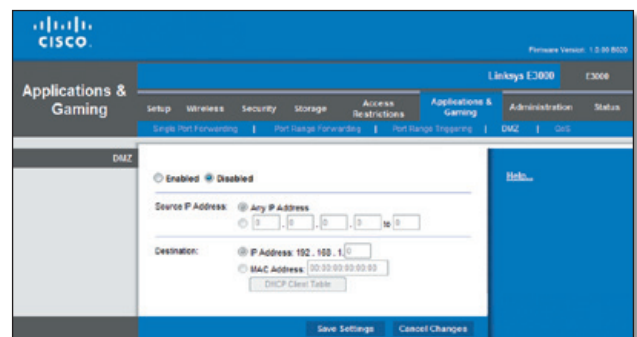 CISCO
Firmware Version: 1.0.00 B020
Linksys E3000 E3000
Applications & Gaming
Setup Wireless Security Storage Access Restrictions Applications & Gaming Administration Status
Single Port Forwarding | Port Range Forwarding | Port Range Triggering | DMZ | QoS
DMZ
Enabled Disabled
Help...
Source IP Address: Any IP Address
0 . 0 . 0 . 0 to 0
Destination: IP Address: 192 . 168 . 1. 0
MAC Address: 00:00:00:00:00:00
DHCP Client Table
Save Settings Cancel Changes